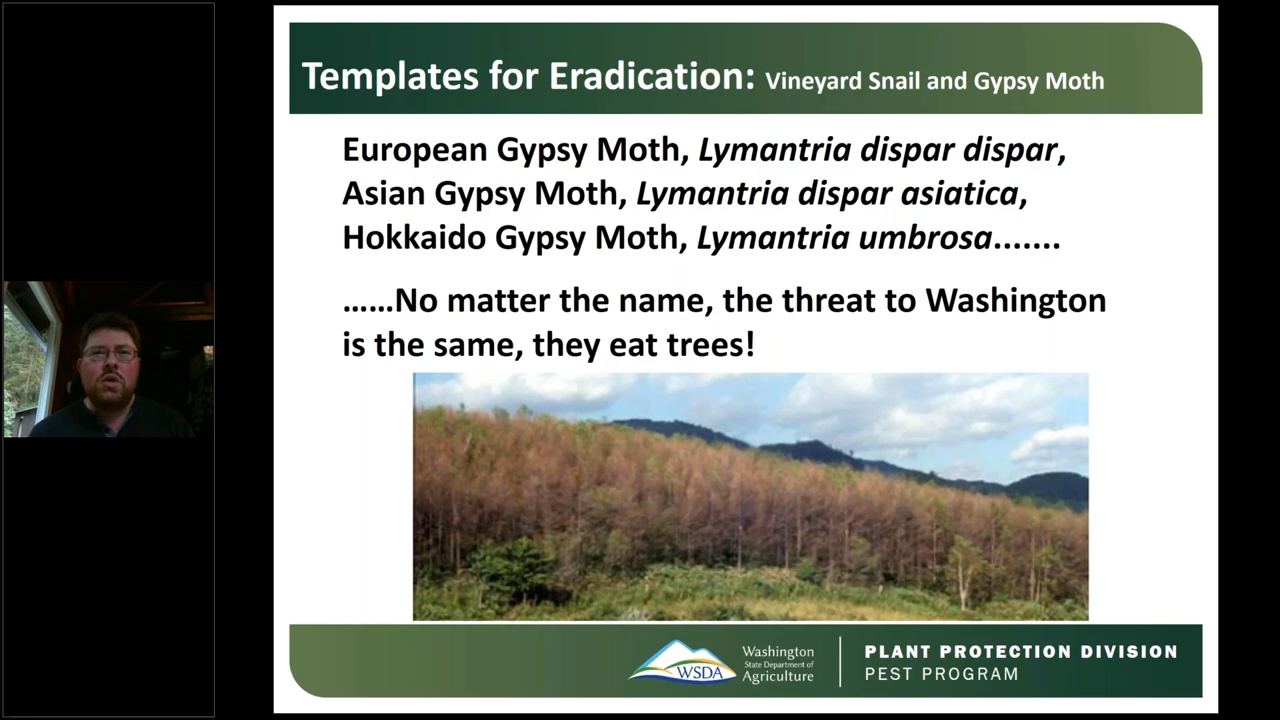 Templates for Eradication: Vineyard Snail and Gypsy Moth
European Gypsy Moth, Lymantria dispar dispar,
Asian Gypsy Moth, Lymantria dispar asiatica,
Hokkaido Gypsy Moth, Lymantria umbrosa.......
......No matter the name, the threat to Washington
is the same, they eat trees!
WSDA
Washington
State Department of
Agriculture
PLANT PROTECTION DIVISION
PEST PROGRAM